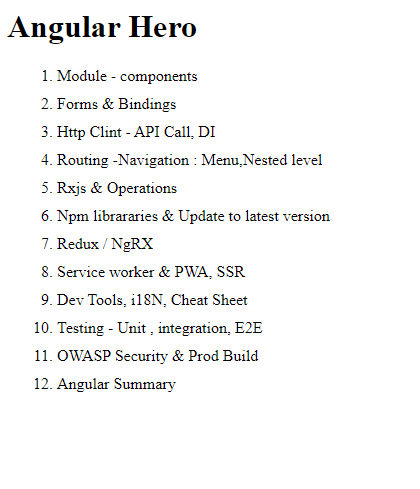 Angular Hero
1. Module - components
2. Forms & Bindings
3. Http Clint - API Call, DI
4. Routing -Navigation : Menu,Nested level
5. Rxjs & Operations
6. Npm librararies & Update to latest version
7. Redux / NgRX
8. Service worker & PWA, SSR
9. Dev Tools, i18N, Cheat Sheet
10. Testing - Unit , integration, E2E
11. OWASP Security & Prod Build
12. Angular Summary